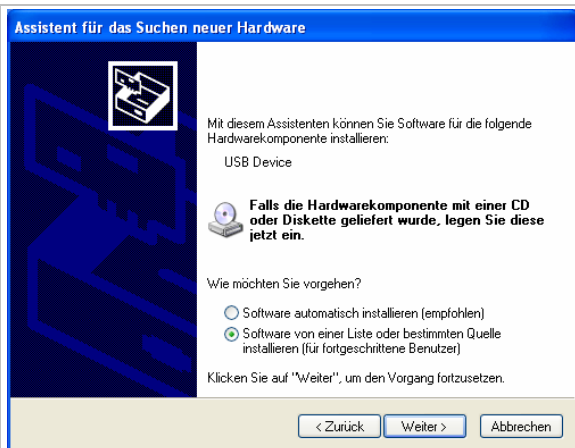 Assistent für das Suchen neuer Hardware
Mit diesem Assistenten können Sie Software für die folgende
Hardwarekomponente installieren:
USB Device
Falls die Hardwarekomponente mit einer CD
oder Diskette geliefert wurde, legen Sie diese
jetzt ein.
Wie möchten Sie vorgehen?
Software automatisch installieren (empfohlen)
Software von einer Liste oder bestimmten Quelle
installieren (für fortgeschrittene Benutzer)
Klicken Sie auf "Weiter", um den Vorgang fortzusetzen.
< Zurück Weiter > Abbrechen